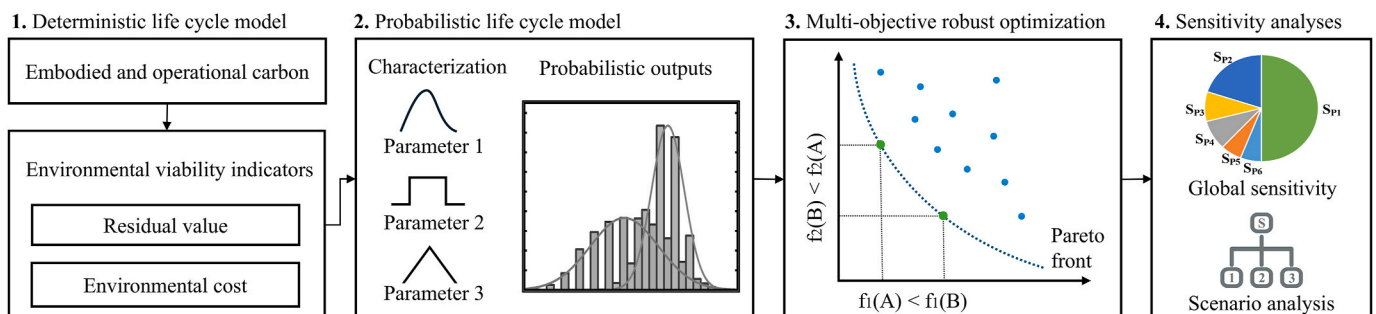 1. Deterministic life cycle model
Embodied and operational carbon
Environmental viability indicators
Residual value
Environmental cost
2. Probabilistic life cycle model
Characterization
Parameter 1
Parameter 2
Parameter 3
Probabilistic outputs
3. Multi-objective robust optimization
f2(B) < f2(A)
Pareto
front
f1(A) < f1(B)
4. Sensitivity analyses
SP2
SP1
SP3
SP4
SP5
SP6
Global sensitivity
S
1 2 3
Scenario analysis